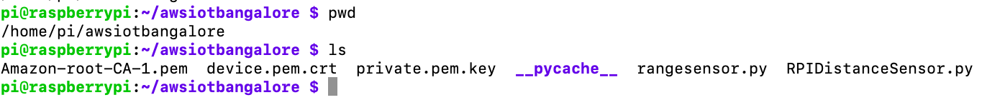 pi@raspberrypi:~/awsiotbangalore $ pwd
/home/pi/awsiotbangalore
pi@raspberrypi:~/awsiotbangalore $ ls
Amazon-root-CA-1.pem  device.pem.crt  private.pem.key  __pycache__  rangesensor.py  RPIDistanceSensor.py
pi@raspberrypi:~/awsiotbangalore $